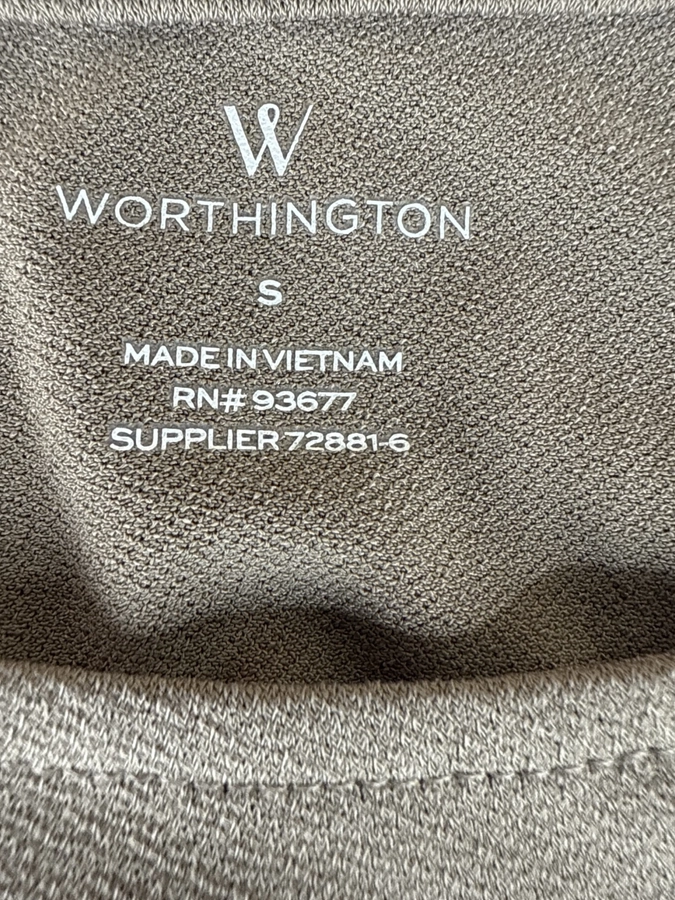 W
WORTHINGTON
S
MADE IN VIETNAM
RN# 93677
SUPPLIER 72881-6